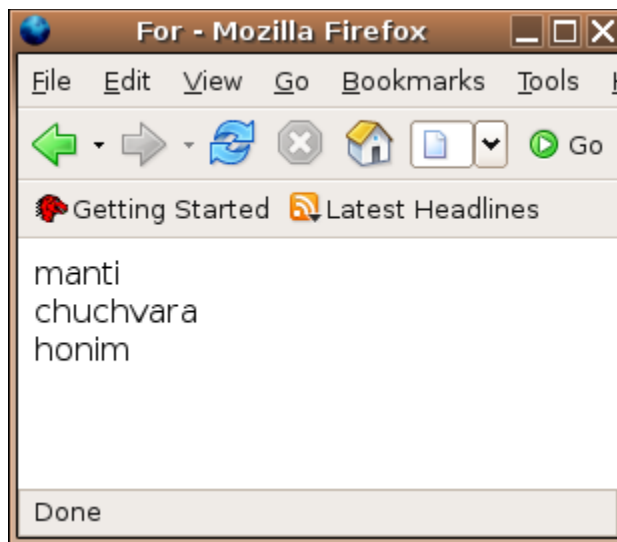 For - Mozilla Firefox
File Edit View Go Bookmarks Tools
Go
Getting Started Latest Headlines
manti
chuchvara
honim
Done